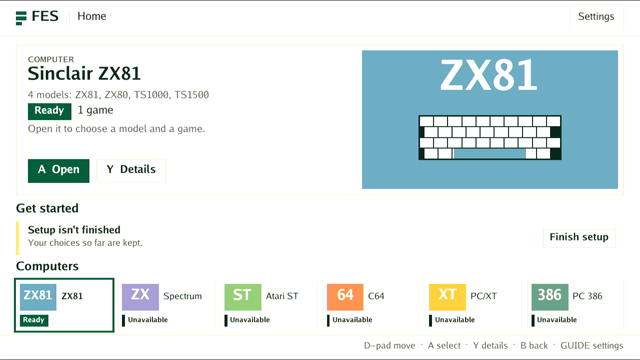 FES Home Settings
COMPUTER
Sinclair ZX81
4 models: ZX81, ZX80, TS1000, TS1500
Ready 1 game
Open it to choose a model and a game.
A Open Y Details
ZX81
Get started
Setup isn't finished
Your choices so far are kept.
Finish setup
Computers
ZX81 ZX81
Ready
ZX Spectrum
Unavailable
ST Atari ST
Unavailable
64 C64
Unavailable
XT PC/XT
Unavailable
386 PC 386
Unavailable
D-pad move · A select · Y details · B back · GUIDE settings